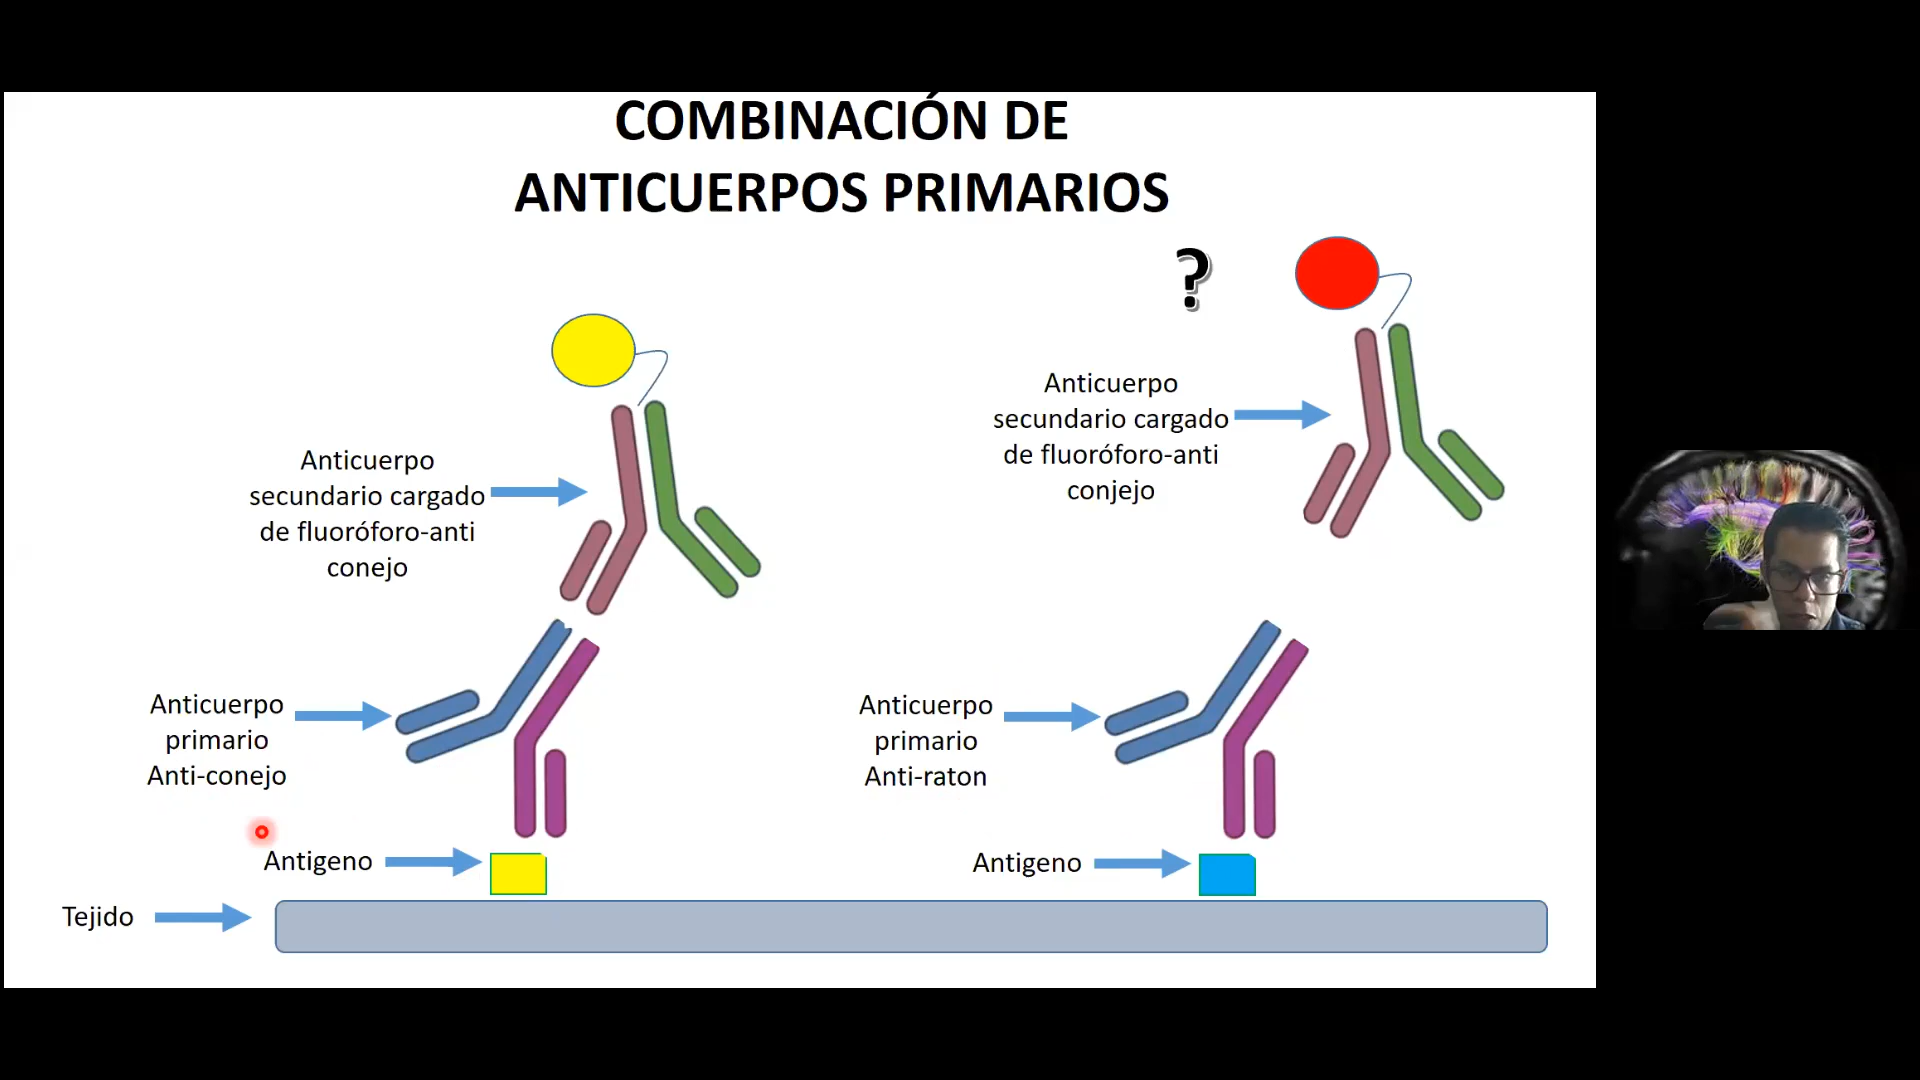 COMBINACIÓN DE
ANTICUERPOS PRIMARIOS
?
Anticuerpo
secundario cargado
de fluoróforo-anti
conejo
Anticuerpo
secundario cargado
de fluoróforo-anti
conjejo
Anticuerpo
primario
Anti-conejo
Anticuerpo
primario
Anti-raton
Antigeno
Antigeno
Tejido